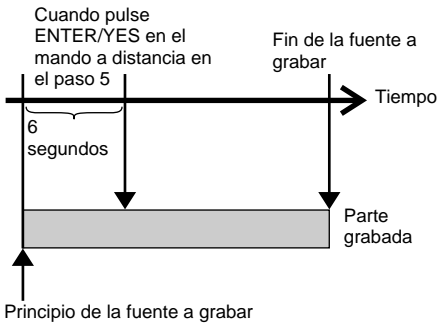 Cuando pulse
ENTER/YES en el
mando a distancia en
el paso 5
Fin de la fuente a
grabar
Tiempo
6
segundos
Parte
grabada
Principio de la fuente a grabar